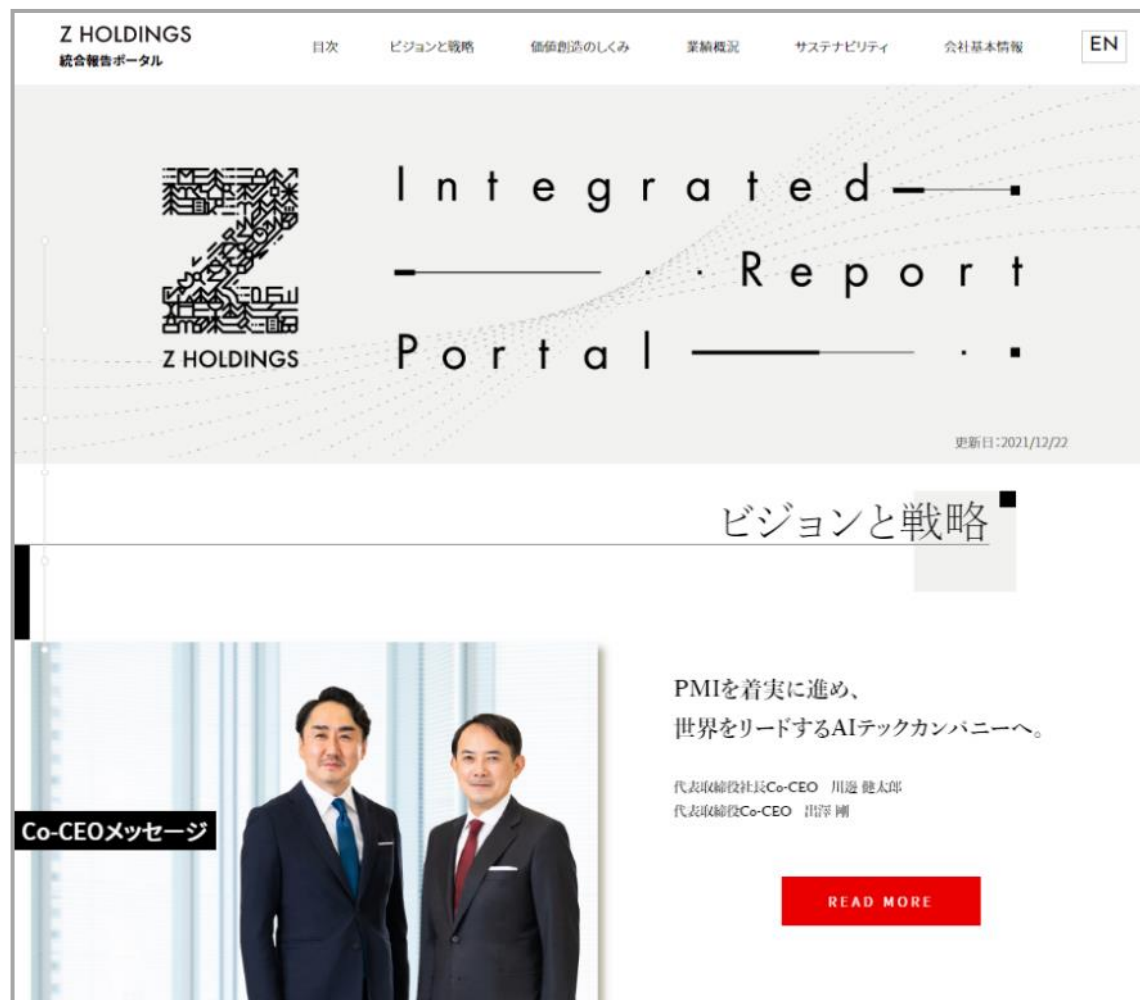 Z HOLDINGS
統合報告ポータル
目次 ビジョンと戦略 価値創造のしくみ 業績概況 サステナビリティ 会社基本情報 EN
Integrated
Report
Portal
Z HOLDINGS
更新日:2021/12/22
ビジョンと戦略
PMIを着実に進め、
世界をリードするAIテックカンパニーへ。
代表取締役社長Co-CEO 川邊 健太郎
代表取締役Co-CEO 出澤 剛
Co-CEOメッセージ
READ MORE